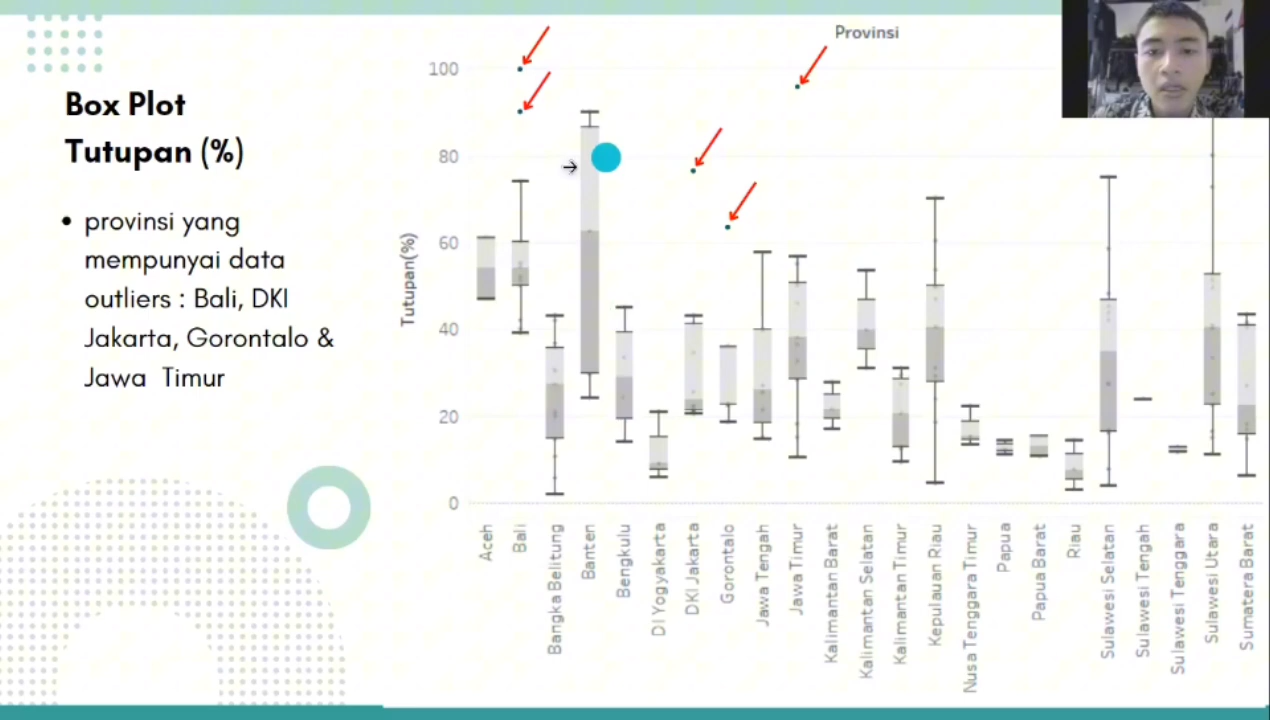 Box Plot
Tutupan (%)
• provinsi yang
mempunyai data
outliers : Bali, DKI
Jakarta, Gorontalo &
Jawa Timur
Provinsi
Tutupan(%)
100
80
60
40
20
0
Aceh
Bali
Bangka Belitung
Banten
Bengkulu
DI Yogyakarta
DKI Jakarta
Gorontalo
Jawa Tengah
Jawa Timur
Kalimantan Barat
Kalimantan Selatan
Kalimantan Timur
Kepulauan Riau
Nusa Tenggara Timur
Papua
Papua Barat
Riau
Sulawesi Selatan
Sulawesi Tengah
Sulawesi Tenggara
Sulawesi Utara
Sumatera Barat